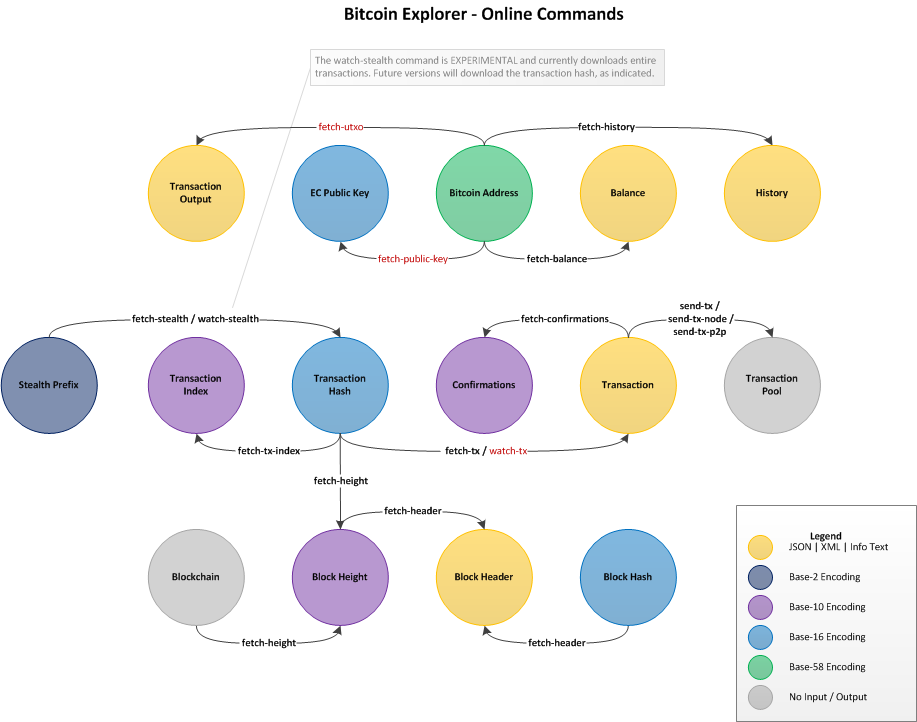 Bitcoin Explorer - Online Commands
The watch-stealth command is EXPERIMENTAL and currently downloads entire
transactions. Future versions will download the transaction hash, as indicated.
fetch-utxo
fetch-history
Transaction
Output
EC Public Key
Bitcoin Address
Balance
History
fetch-public-key
fetch-balance
fetch-stealth / watch-stealth
fetch-confirmations
send-tx /
send-tx-node /
send-tx-p2p
Stealth Prefix
Transaction
Index
Transaction
Hash
Confirmations
Transaction
Transaction
Pool
fetch-tx-index
fetch-tx / watch-tx
fetch-height
fetch-header
Blockchain
Block Height
Block Header
Block Hash
fetch-height
fetch-header
Legend
JSON | XML | Info Text
Base-2 Encoding
Base-10 Encoding
Base-16 Encoding
Base-58 Encoding
No Input / Output